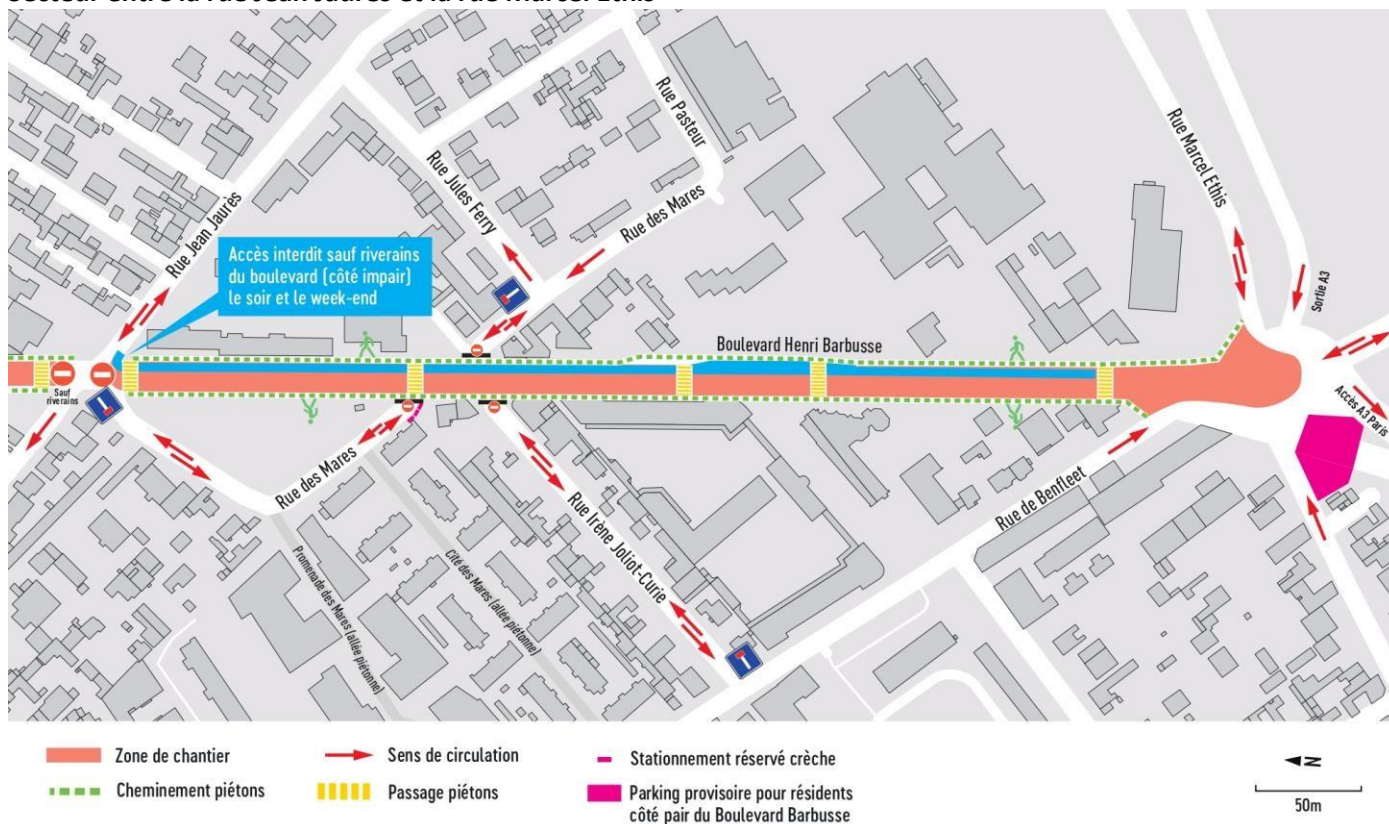 Secteur entre la rue Jean Jaurès et la rue Marcel Ethis
Rue Pasteur
Rue Marcel Ethis
Rue Jules Ferry
Rue des Mares
Rue Jean Jaurès
Accès interdit sauf riverains
du boulevard (côté impair)
le soir et le week-end
Sortie A3
Boulevard Henri Barbusse
Sauf
riverains
Accès A3 Paris
Rue des Mares
Rue de Benfleet
Rue Irène Joliot-Curie
Promenade des Mares (allée piétonne)
Cité des Mares (allée piétonne)
Zone de chantier
Sens de circulation
Stationnement réservé crèche
Cheminement piétons
Passage piétons
Parking provisoire pour résidents
côté pair du Boulevard Barbusse
N
50m